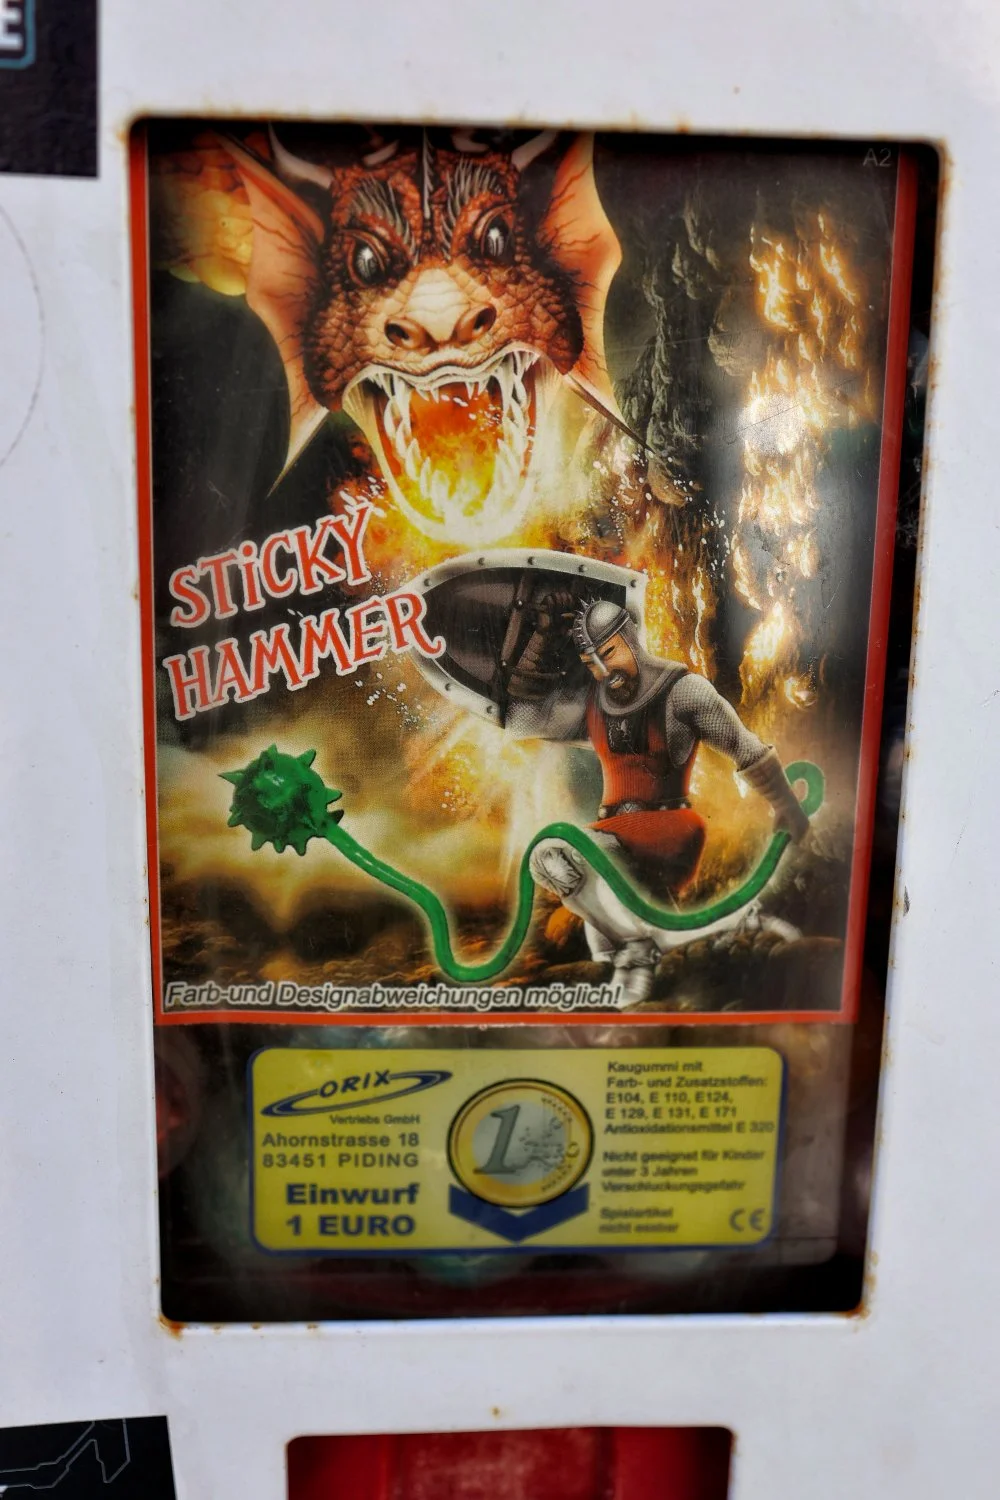 E
A2
STiCKY
HAMMER
Farb-und Designabweichungen möglich!
ORIX
Vertriebs GmbH
Ahornstrasse 18
83451 PIDING
Einwurf
1 EURO
1
Kaugummi mit
Farb- und Zusatzstoffen:
E104, E 110, E124,
E 129, E 131, E 171
Antioxidationsmittel E 320
Nicht geeignet für Kinder
unter 3 Jahren
Verschluckungsgefahr
Spielartikel
nicht essbar
CE